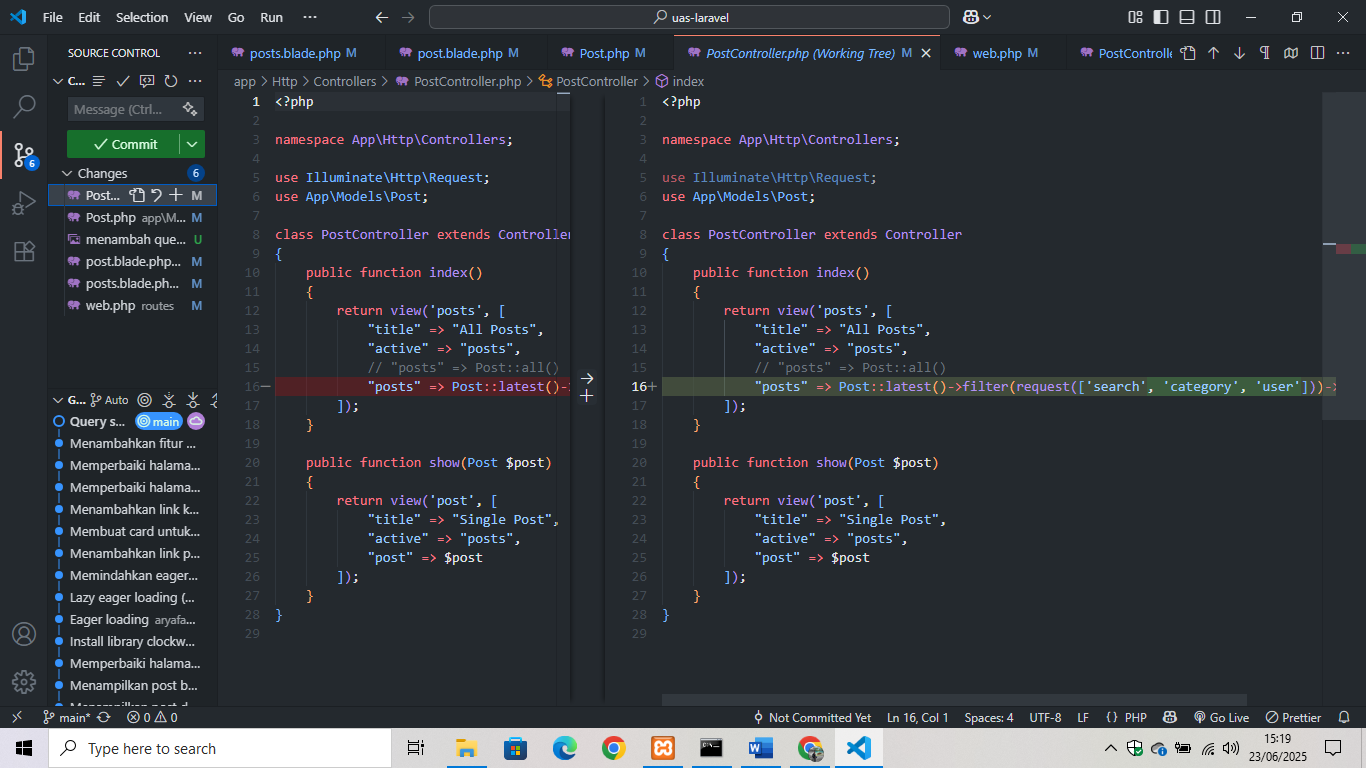 File Edit Selection View Go Run ··· uas-laravel
SOURCE CONTROL ···
posts.blade.php M
post.blade.php M
Post.php M
PostController.php (Working Tree) M
web.php M
PostControlle
C...
Message (Ctrl...
Commit
Changes 6
Post... M
Post.php app\M... M
menambah que... U
post.blade.php... M
posts.blade.ph... M
web.php routes M
6
G... Auto
Query s... main
Menambahkan fitur ...
Memperbaiki halama...
Memperbaiki halama...
Menambahkan link k...
Membuat card untuk...
Menambahkan link p...
Memindahkan eager...
Lazy eager loading (...
Eager loading aryafa...
Install library clockw...
Memperbaiki halama...
Menampilkan post b...
app > Http > Controllers > PostController.php > PostController > index
1 <?php
2
3 namespace App\Http\Controllers;
4
5 use Illuminate\Http\Request;
6 use App\Models\Post;
7
8 class PostController extends Controller
9 {
10 public function index()
11 {
12 return view('posts', [
13 "title" => "All Posts",
14 "active" => "posts",
15 // "posts" => Post::all()
16— "posts" => Post::latest()-
17 ]);
18 }
19
20 public function show(Post $post)
21 {
22 return view('post', [
23 "title" => "Single Post",
24 "active" => "posts",
25 "post" => $post
26 ]);
27 }
28 }
29
1 <?php
2
3 namespace App\Http\Controllers;
4
5 use Illuminate\Http\Request;
6 use App\Models\Post;
7
8 class PostController extends Controller
9 {
10 public function index()
11 {
12 return view('posts', [
13 "title" => "All Posts",
14 "active" => "posts",
15 // "posts" => Post::all()
16+ "posts" => Post::latest()->filter(request(['search', 'category', 'user']))->
17 ]);
18 }
19
20 public function show(Post $post)
21 {
22 return view('post', [
23 "title" => "Single Post",
24 "active" => "posts",
25 "post" => $post
26 ]);
27 }
28 }
29
main* 0 0 Not Committed Yet Ln 16, Col 1 Spaces: 4 UTF-8 LF {} PHP Go Live Prettier
Type here to search
15:19
23/06/2025